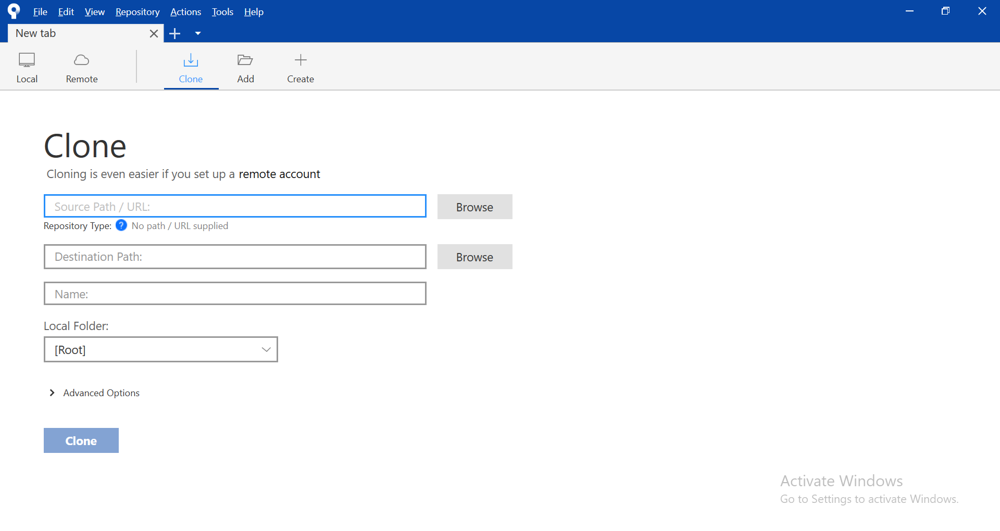 File Edit View Repository Actions Tools Help
New tab
Local Remote Clone Add Create
Clone
Cloning is even easier if you set up a remote account
Source Path / URL: Browse
Repository Type: ? No path / URL supplied
Destination Path: Browse
Name:
Local Folder:
[Root]
Advanced Options
Clone
Activate Windows
Go to Settings to activate Windows.